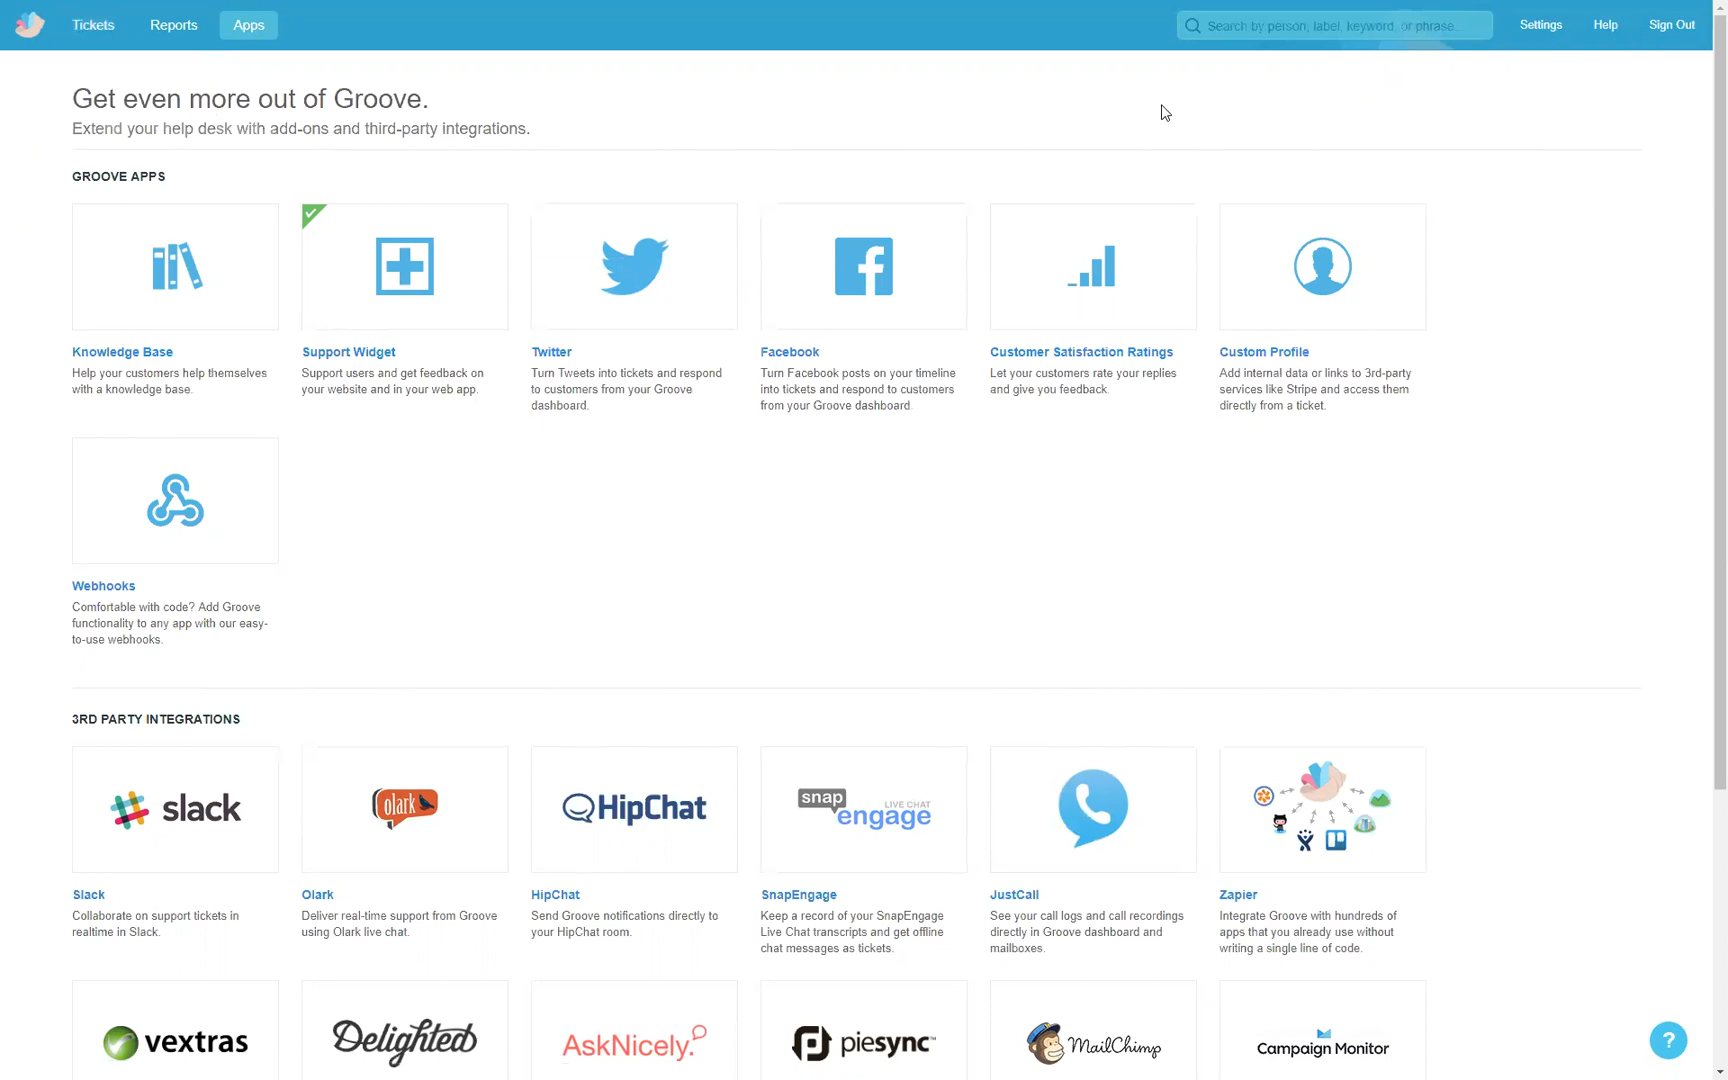 Tickets Reports Apps Search by person, label, keyword, or phrase... Settings Help Sign Out
Get even more out of Groove.
Extend your help desk with add-ons and third-party integrations.
GROOVE APPS
Knowledge Base
Help your customers help themselves
with a knowledge base.
Support Widget
Support users and get feedback on
your website and in your web app.
Twitter
Turn Tweets into tickets and respond
to customers from your Groove
dashboard.
Facebook
Turn Facebook posts on your timeline
into tickets and respond to customers
from your Groove dashboard.
Customer Satisfaction Ratings
Let your customers rate your replies
and give you feedback.
Custom Profile
Add internal data or links to 3rd-party
services like Stripe and access them
directly from a ticket.
Webhooks
Comfortable with code? Add Groove
functionality to any app with our easy-
to-use webhooks.
3RD PARTY INTEGRATIONS
slack
Slack
Collaborate on support tickets in
realtime in Slack.
olark
Olark
Deliver real-time support from Groove
using Olark live chat.
HipChat
HipChat
Send Groove notifications directly to
your HipChat room.
snap
LIVE CHAT
engage
SnapEngage
Keep a record of your SnapEngage
Live Chat transcripts and get offline
chat messages as tickets.
JustCall
See your call logs and call recordings
directly in Groove dashboard and
mailboxes.
Zapier
Integrate Groove with hundreds of
apps that you already use without
writing a single line of code.
vextras
Delighted
AskNicely.
piesync™
MailChimp
Campaign Monitor
?